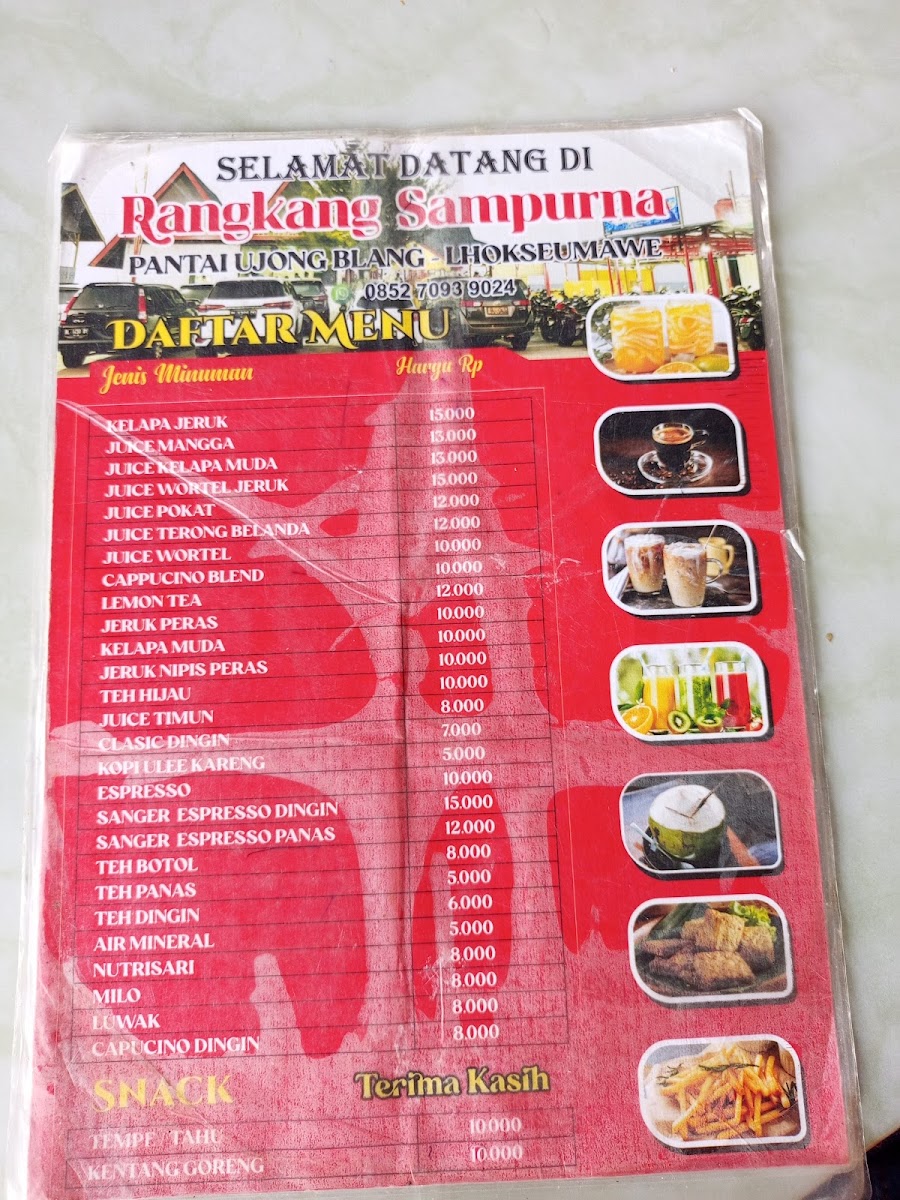 SELAMAT DATANG DI
Rangkang Sampurna
PANTAI UJONG BLANG - LHOKSEUMAWE
0852 7093 9024
DAFTAR MENU
Jenis Minuman Harga Rp
KELAPA JERUK 15.000
JUICE MANGGA 13.000
JUICE KELAPA MUDA 13.000
JUICE WORTEL JERUK 15.000
JUICE POKAT 12.000
JUICE TERONG BELANDA 12.000
JUICE WORTEL 10.000
CAPPUCINO BLEND 10.000
LEMON TEA 12.000
JERUK PERAS 10.000
KELAPA MUDA 10.000
JERUK NIPIS PERAS 10.000
TEH HIJAU 10.000
JUICE TIMUN 8.000
CLASIC DINGIN 7.000
KOPI ULEE KARENG 5.000
ESPRESSO 10.000
SANGER ESPRESSO DINGIN 15.000
SANGER ESPRESSO PANAS 12.000
TEH BOTOL 8.000
TEH PANAS 5.000
TEH DINGIN 6.000
AIR MINERAL 5.000
NUTRISARI 8.000
MILO 8.000
LUWAK 8.000
CAPUCINO DINGIN 8.000
SNACK Terima Kasih
TEMPE / TAHU 10.000
KENTANG GORENG 10.000